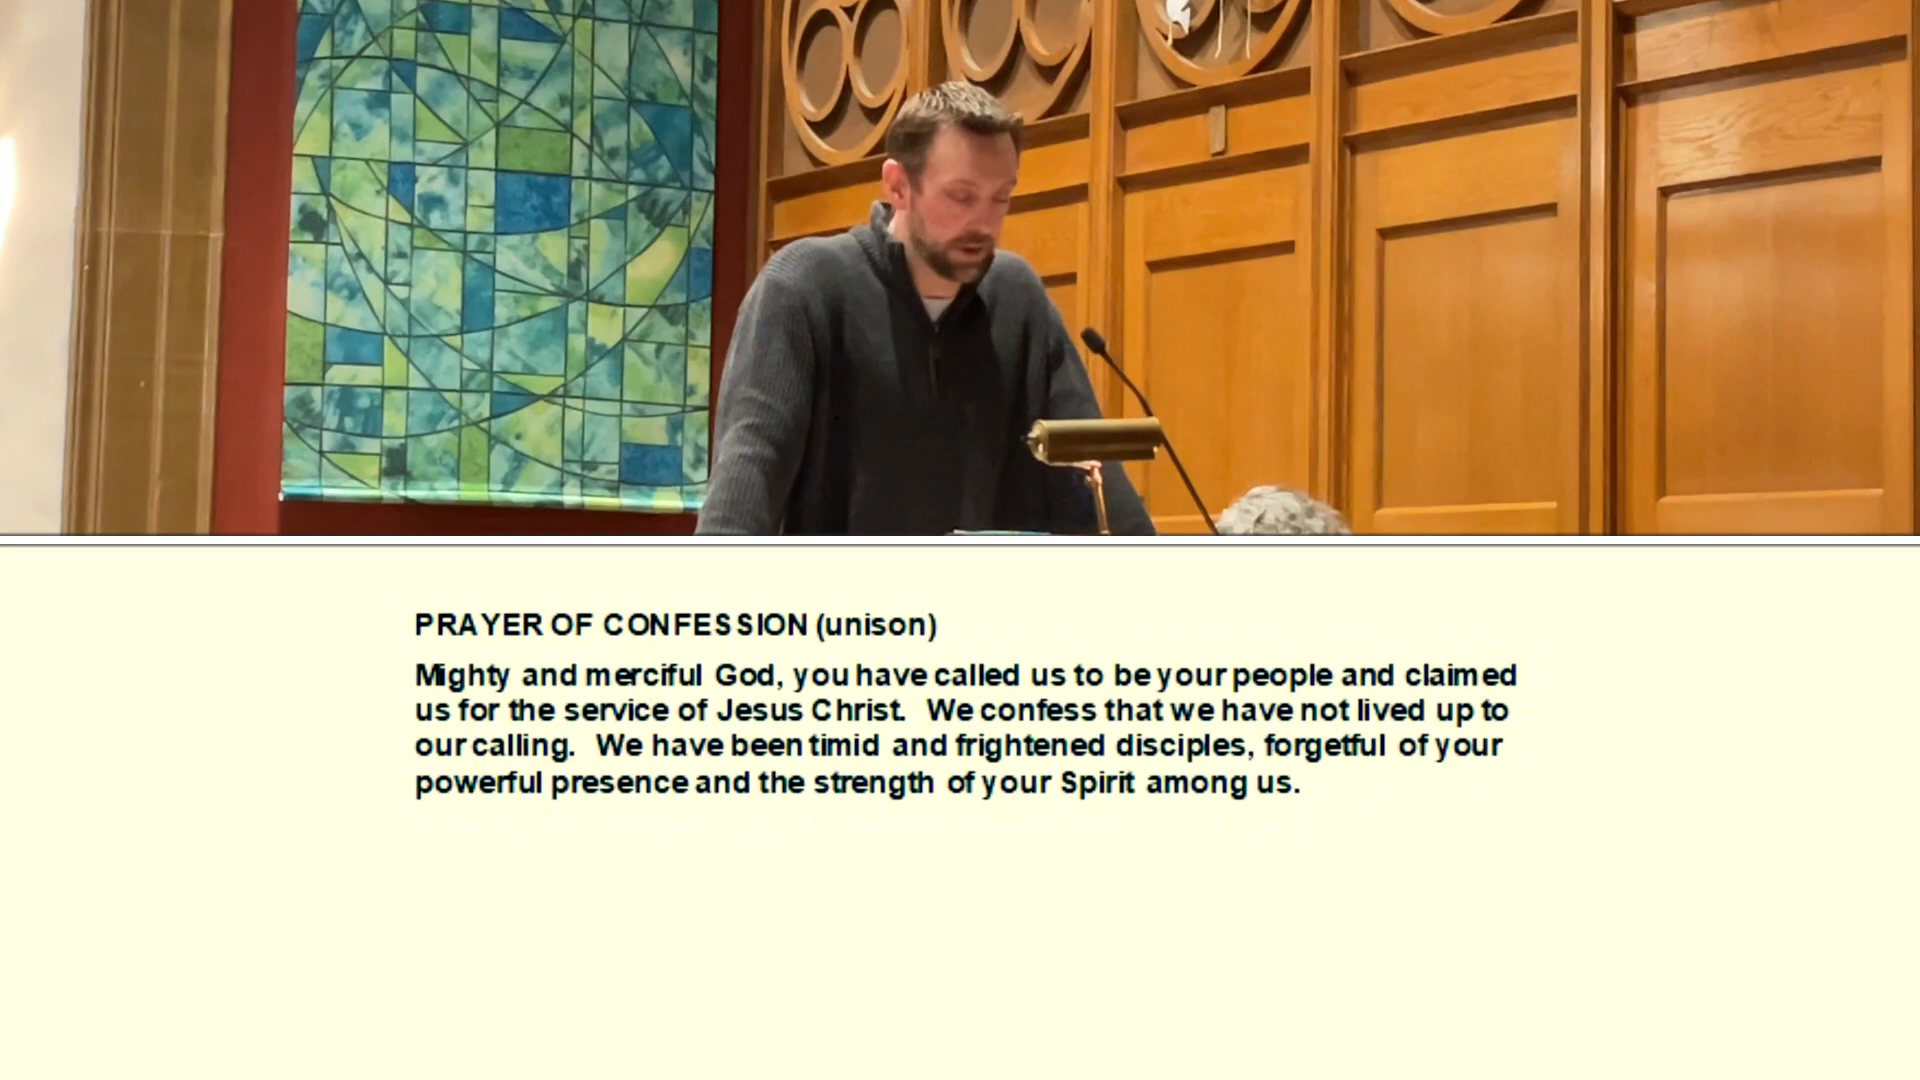 PRAYER OF CONFESSION (unison)
Mighty and merciful God, you have called us to be your people and claimed
us for the service of Jesus Christ.  We confess that we have not lived up to
our calling.  We have been timid and frightened disciples, forgetful of your
powerful presence and the strength of your Spirit among us.